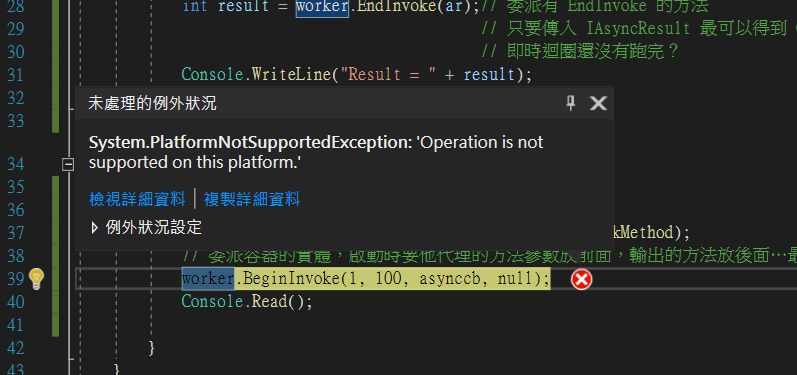 28 int result = worker.EndInvoke(ar);// 委派有 EndInvoke 的方法
29 // 只要傳入 IAsyncResult 最可以得到
30 // 即時迴圈還沒有跑完？
31 Console.WriteLine("Result = " + result);
32
33
未處理的例外狀況
System.PlatformNotSupportedException: 'Operation is not
supported on this platform.'
檢視詳細資料 | 複製詳細資料
例外狀況設定
34
35
36
37 kMethod);
38 // 委派容器的實體，啟動時要他代理的方法參數放前面，輸出的方法放後面…最
39 worker.BeginInvoke(1, 100, asynccb, null);
40 Console.Read();
41
42 }
43 }